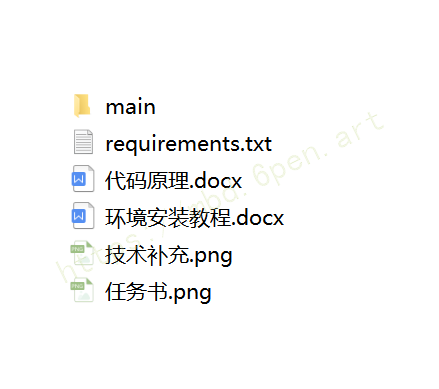 main
requirements.txt
代码原理.docx
环境安装教程.docx
技术补充.png
任务书.png